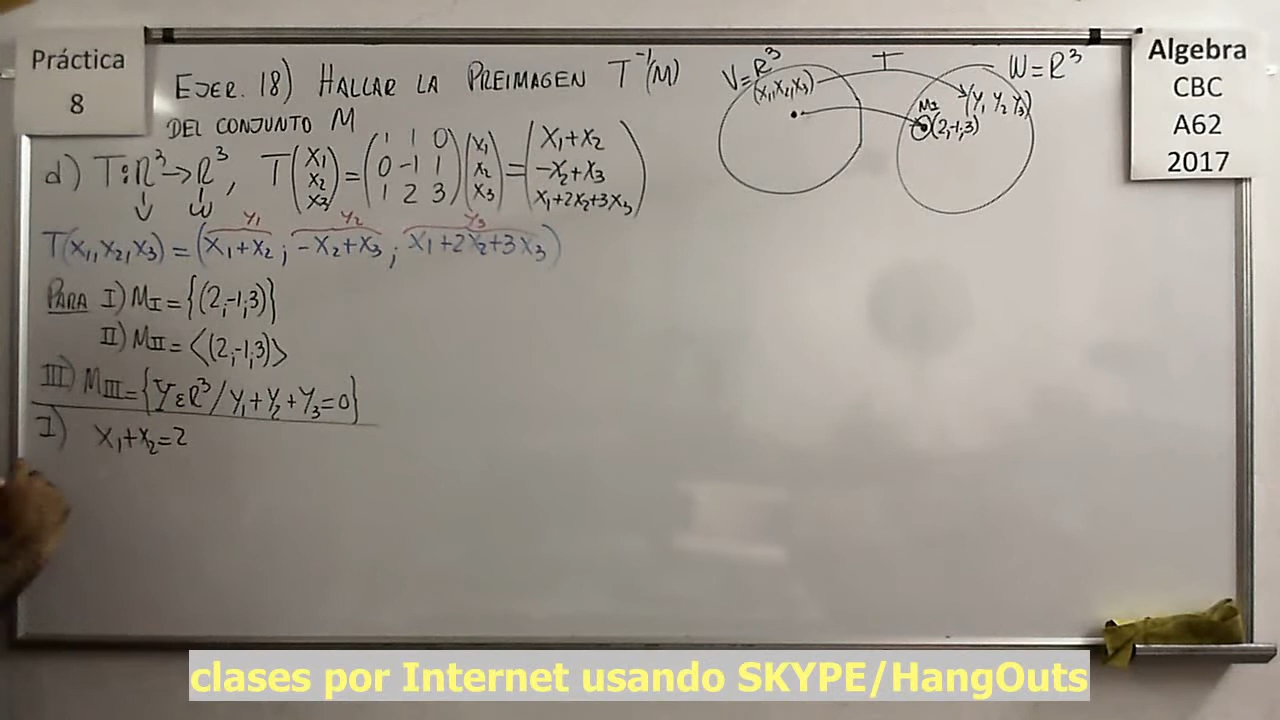 Práctica
8
EJER. 18) HALLAR LA PREIMAGEN T⁻¹(M)
DEL CONJUNTO M
d) T:R³→R³, T(x₁ x₂ x₃) = (1 1 0 / 0 -1 1 / 1 2 3)(x₁ x₂ x₃) = (x₁+x₂ / -x₂+x₃ / x₁+2x₂+3x₃)
V W
y₁ y₂ y₃
T(x₁,x₂,x₃) = (x₁+x₂ ; -x₂+x₃ ; x₁+2x₂+3x₃)
PARA I) M_I = {(2,-1,3)}
II) M_II = <(2,-1,3)>
III) M_III = {Y ε R³/ y₁+y₂+y₃=0}
I) x₁+x₂=2
V=R³
(x₁,x₂,x₃)
T
W=R³
(y₁ y₂ y₃)
M_I
(2,-1,3)
Algebra
CBC
A62
2017
clases por Internet usando SKYPE/HangOuts